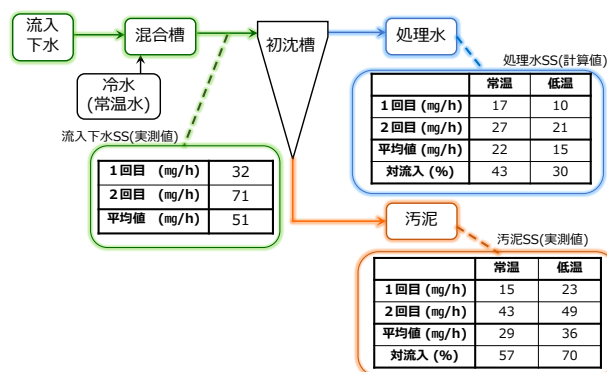 流入
下水
混合槽
初沈槽
処理水
冷水
(常温水)
処理水SS(計算値)
常温 低温
1回目 (㎎/h) 17 10
2回目 (㎎/h) 27 21
平均値 (㎎/h) 22 15
対流入 (%) 43 30
流入下水SS(実測値)
1回目 (㎎/h) 32
2回目 (㎎/h) 71
平均値 (㎎/h) 51
汚泥
汚泥SS(実測値)
常温 低温
1回目 (㎎/h) 15 23
2回目 (㎎/h) 43 49
平均値 (㎎/h) 29 36
対流入 (%) 57 70